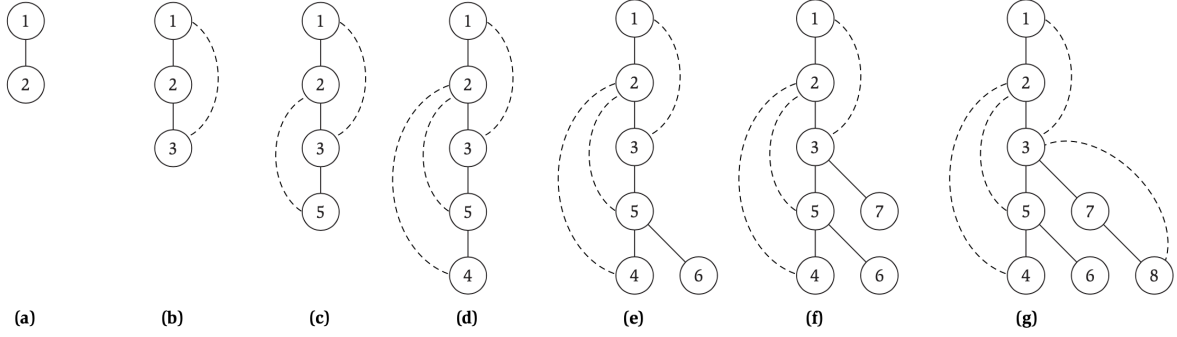 1 1 1 1 1 1 1
2 2 2 2 2 2 2
3 3 3 3 3 3
5 5 5 5 7 5 7
4 4 6 4 6 4 6 8
(a) (b) (c) (d) (e) (f) (g)